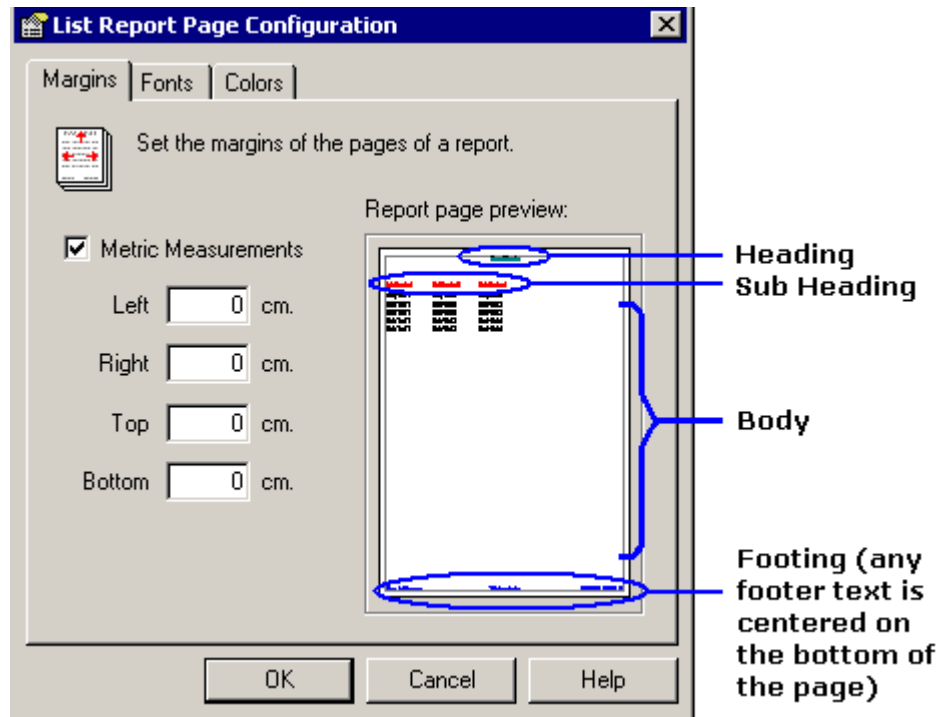 List Report Page Configuration
Margins Fonts Colors
Set the margins of the pages of a report.
Report page preview:
Metric Measurements
Left 0 cm.
Right 0 cm.
Top 0 cm.
Bottom 0 cm.
Heading
Sub Heading
Body
Footing (any
footer text is
centered on
the bottom of
the page)
OK Cancel Help